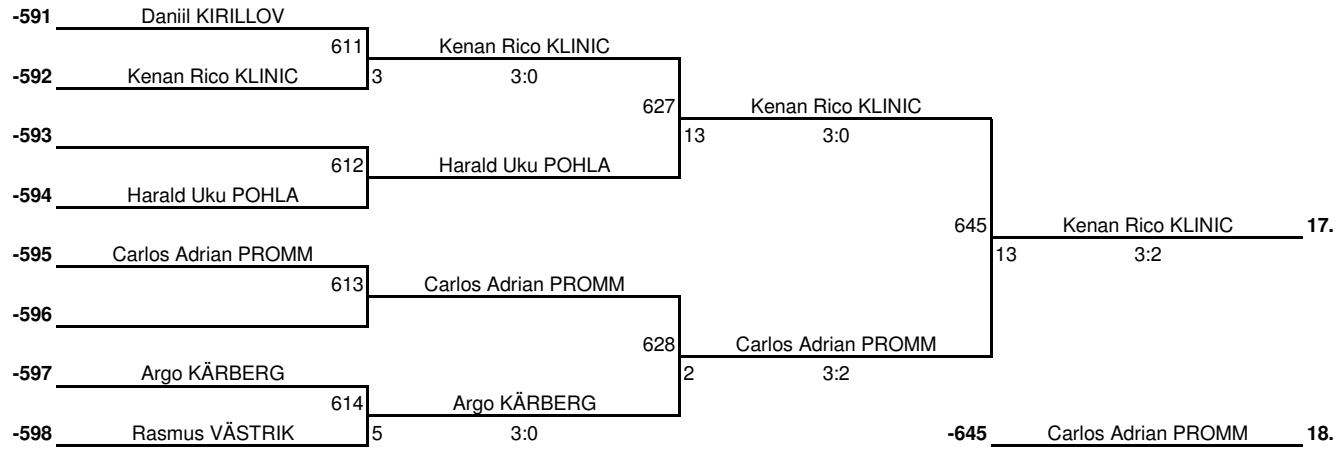 -591 Daniil KIRILLOV
611 Kenan Rico KLINIC
-592 Kenan Rico KLINIC 3 3:0
627 Kenan Rico KLINIC
-593 13 3:0
612 Harald Uku POHLA
-594 Harald Uku POHLA
645 Kenan Rico KLINIC 17.
-595 Carlos Adrian PROMM 13 3:2
613 Carlos Adrian PROMM
-596
628 Carlos Adrian PROMM
-597 Argo KÄRBERG 2 3:2
614 Argo KÄRBERG
-598 Rasmus VÄSTRIK 5 3:0 -645 Carlos Adrian PROMM 18.